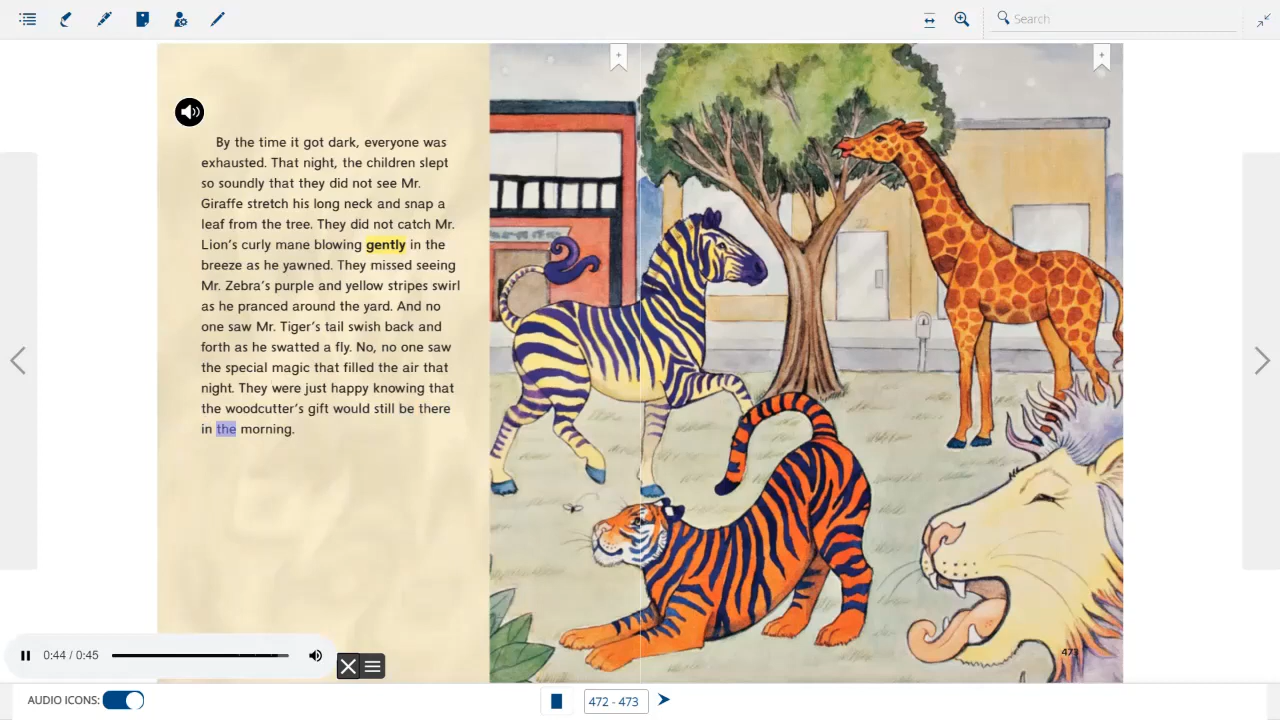 Search
By the time it got dark, everyone was
exhausted. That night, the children slept
so soundly that they did not see Mr.
Giraffe stretch his long neck and snap a
leaf from the tree. They did not catch Mr.
Lion's curly mane blowing gently in the
breeze as he yawned. They missed seeing
Mr. Zebra's purple and yellow stripes swirl
as he pranced around the yard. And no
one saw Mr. Tiger's tail swish back and
forth as he swatted a fly. No, no one saw
the special magic that filled the air that
night. They were just happy knowing that
the woodcutter's gift would still be there
in the morning.
22
473
0:44 / 0:45
AUDIO ICONS:
472 - 473